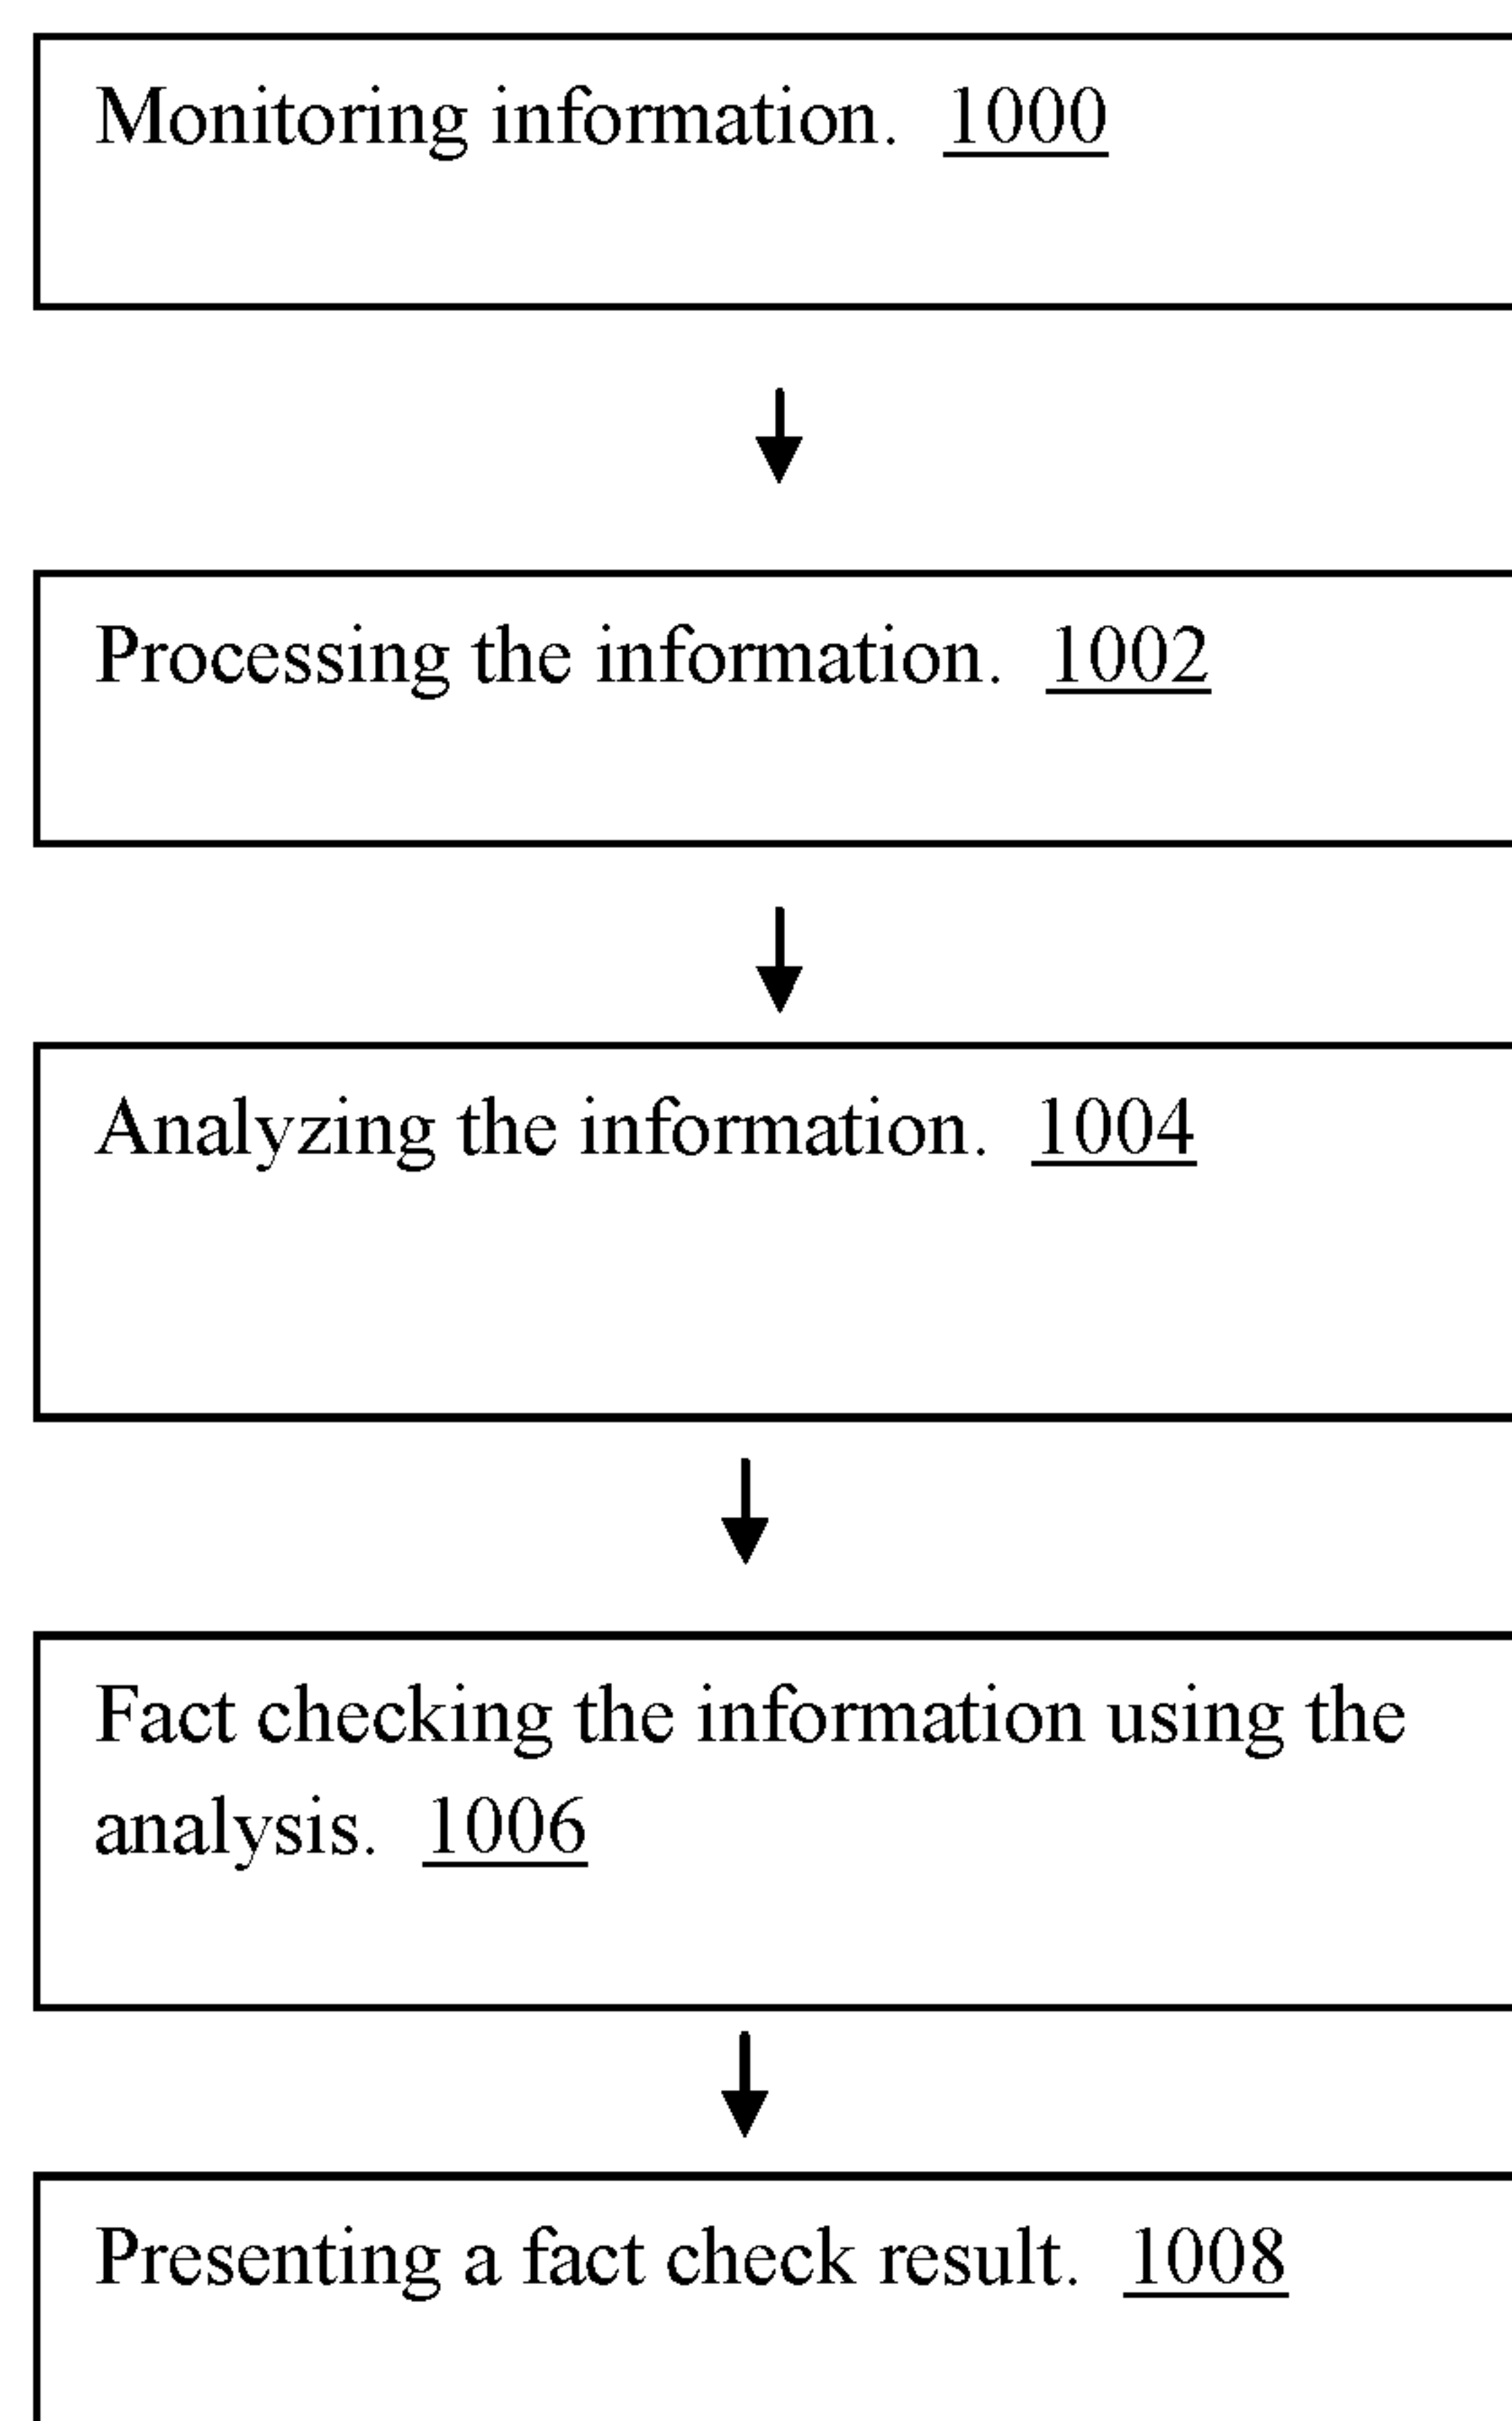 Monitoring information. 1000
Processing the information. 1002
Analyzing the information. 1004
Fact checking the information using the
analysis. 1006
Presenting a fact check result. 1008